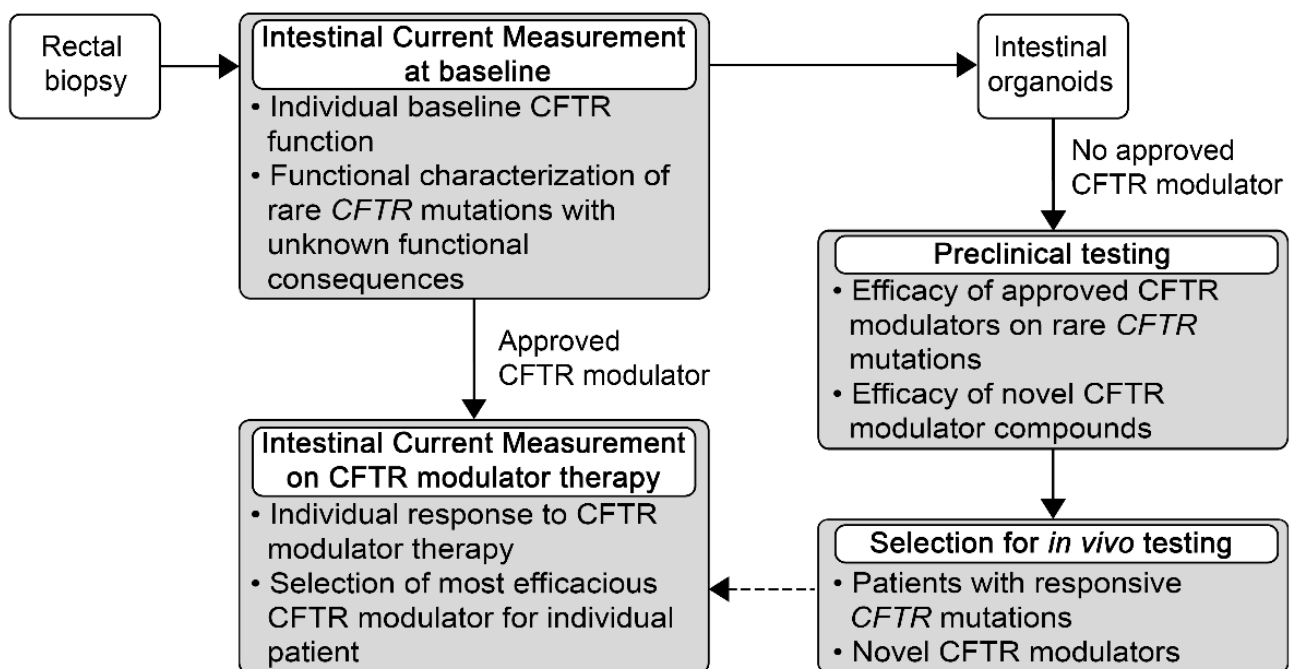 Rectal
biopsy
Intestinal Current Measurement
at baseline
• Individual baseline CFTR
function
• Functional characterization of
rare CFTR mutations with
unknown functional
consequences
Intestinal
organoids
No approved
CFTR modulator
Approved
CFTR modulator
Preclinical testing
• Efficacy of approved CFTR
modulators on rare CFTR
mutations
• Efficacy of novel CFTR
modulator compounds
Intestinal Current Measurement
on CFTR modulator therapy
• Individual response to CFTR
modulator therapy
• Selection of most efficacious
CFTR modulator for individual
patient
Selection for in vivo testing
• Patients with responsive
CFTR mutations
• Novel CFTR modulators